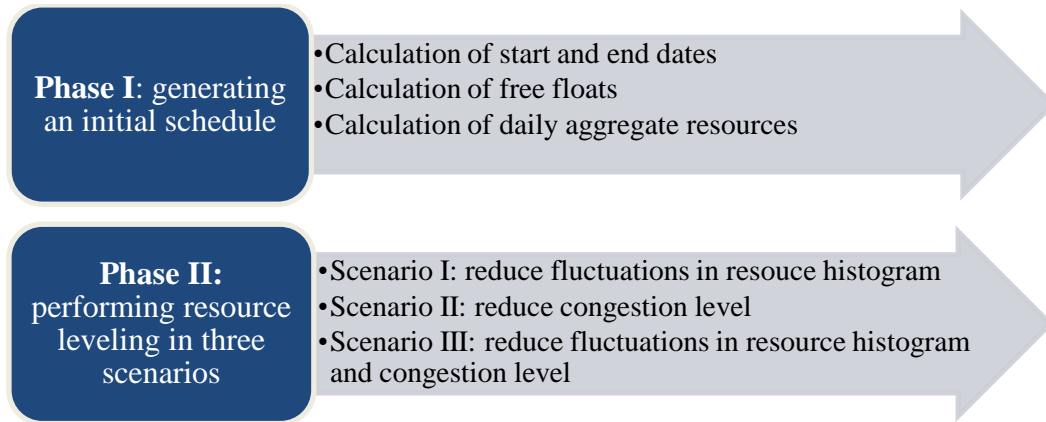 Phase I: generating
an initial schedule
•Calculation of start and end dates
•Calculation of free floats
•Calculation of daily aggregate resources
Phase II:
performing resource
leveling in three
scenarios
•Scenario I: reduce fluctuations in resouce histogram
•Scenario II: reduce congestion level
•Scenario III: reduce fluctuations in resource histogram
and congestion level